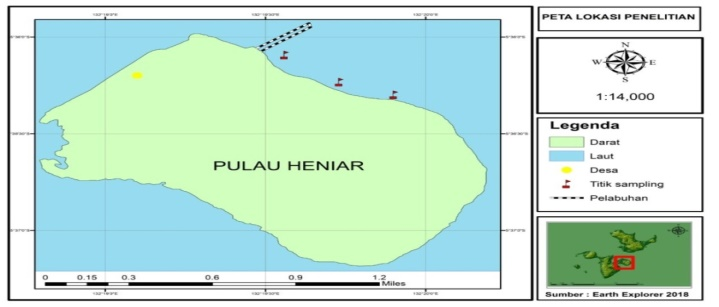 PETA LOKASI PENELITIAN
N
W E
S
1:14,000
Legenda
Darat
Laut
Desa
Titik sampling
Pelabuhan
PULAU HENIAR
0 0.15 0.3 0.6 0.9 1.2
Miles
Sumber : Earth Explorer 2018